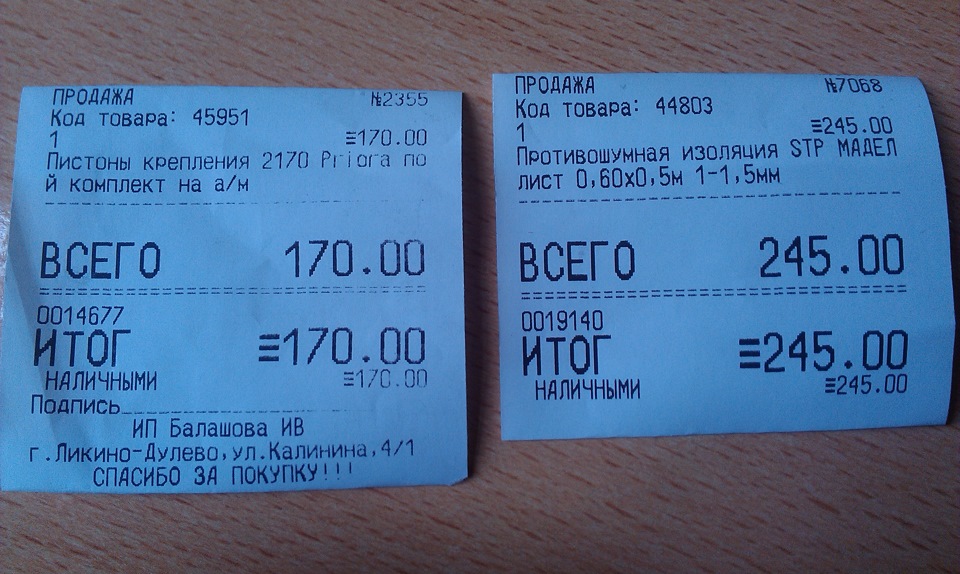 ПРОДАЖА №2355
Код товара: 45951
1 ≡170.00
Пистоны крепления 2170 Priora по
й комплект на а/м
ВСЕГО 170.00
0014677
ИТОГ ≡170.00
НАЛИЧНЫМИ ≡170.00
Подпись
ИП Балашова ИВ
г.Ликино-Дулево,ул.Калинина,4/1
СПАСИБО ЗА ПОКУПКУ!!!
ПРОДАЖА №7068
Код товара: 44803
1 ≡245.00
Противошумная изоляция STP МАДЕЛ
лист 0,60х0,5м 1-1,5мм
ВСЕГО 245.00
0019140
ИТОГ ≡245.00
НАЛИЧНЫМИ ≡245.00